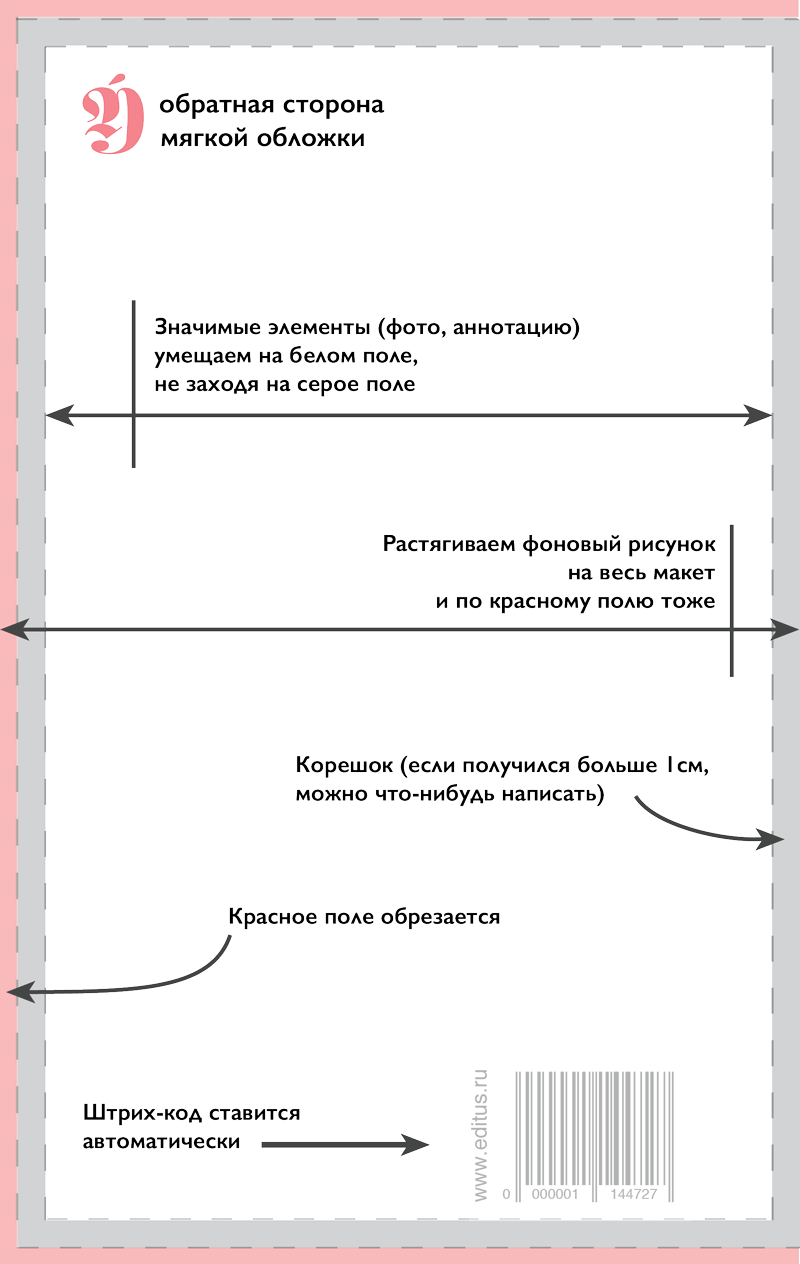 обратная сторона
мягкой обложки
Значимые элементы (фото, аннотацию)
умещаем на белом поле,
не заходя на серое поле
Растягиваем фоновый рисунок
на весь макет
и по красному полю тоже
Корешок (если получился больше 1см,
можно что-нибудь написать)
Красное поле обрезается
Штрих-код ставится
автоматически
www.editus.ru
0 000001 144727